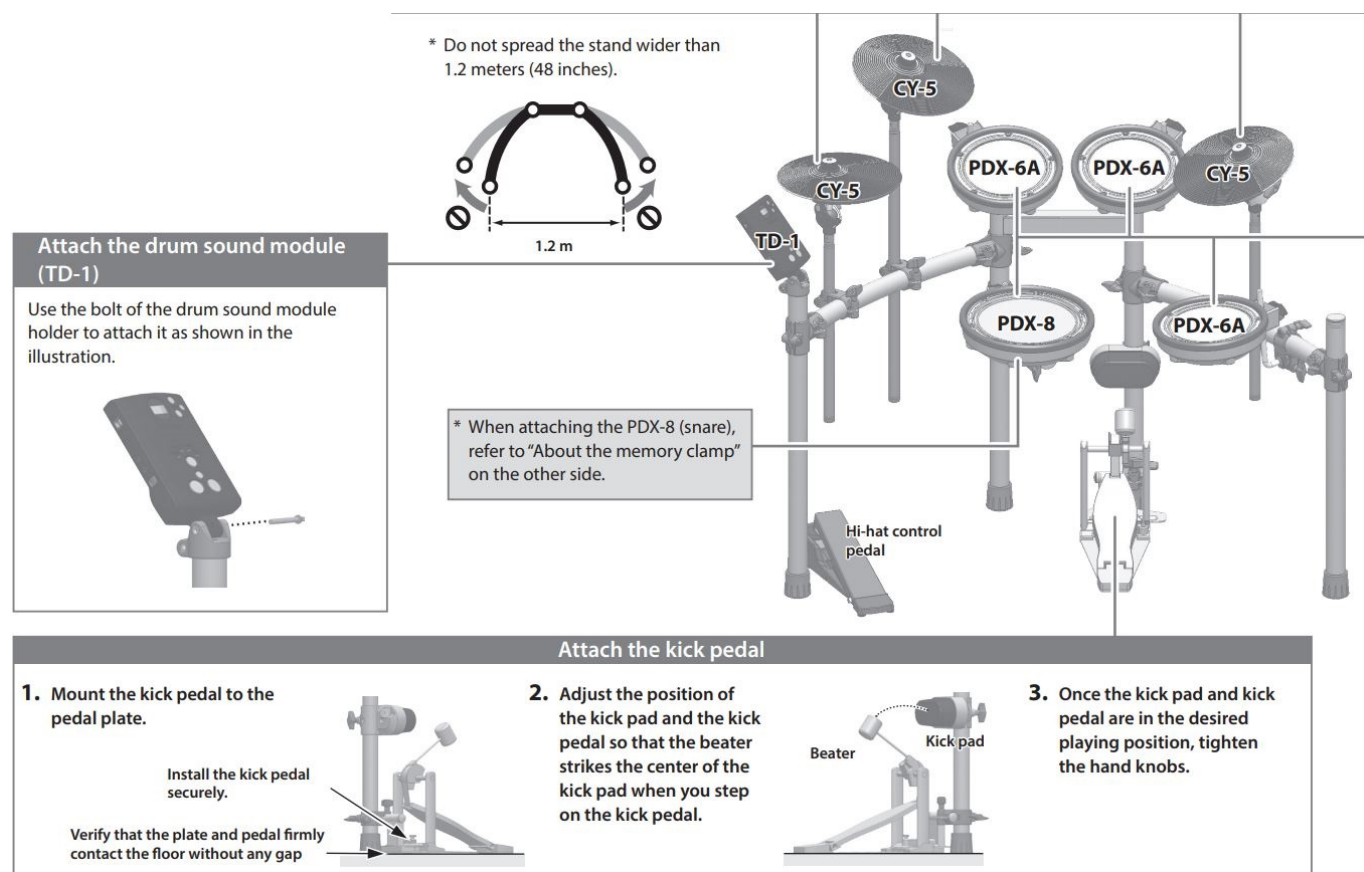 * Do not spread the stand wider than
1.2 meters (48 inches).
1.2 m
CY-5
CY-5
PDX-6A
PDX-6A
CY-5
TD-1
PDX-8
PDX-6A
Attach the drum sound module
(TD-1)
Use the bolt of the drum sound module
holder to attach it as shown in the
illustration.
* When attaching the PDX-8 (snare),
refer to “About the memory clamp”
on the other side.
Hi-hat control
pedal
Attach the kick pedal
1. Mount the kick pedal to the
pedal plate.
Install the kick pedal
securely.
Verify that the plate and pedal firmly
contact the floor without any gap
2. Adjust the position of
the kick pad and the kick
pedal so that the beater
strikes the center of the
kick pad when you step
on the kick pedal.
Beater
Kick pad
3. Once the kick pad and kick
pedal are in the desired
playing position, tighten
the hand knobs.